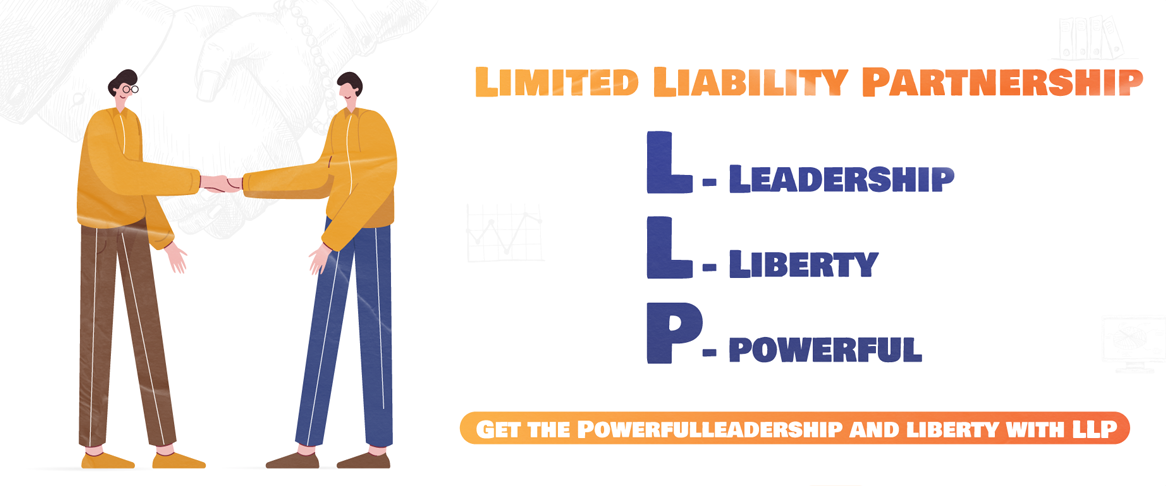 Limited Liability Partnership
L - Leadership
L - Liberty
P - powerful
Get the Powerfulleadership and liberty with LLP